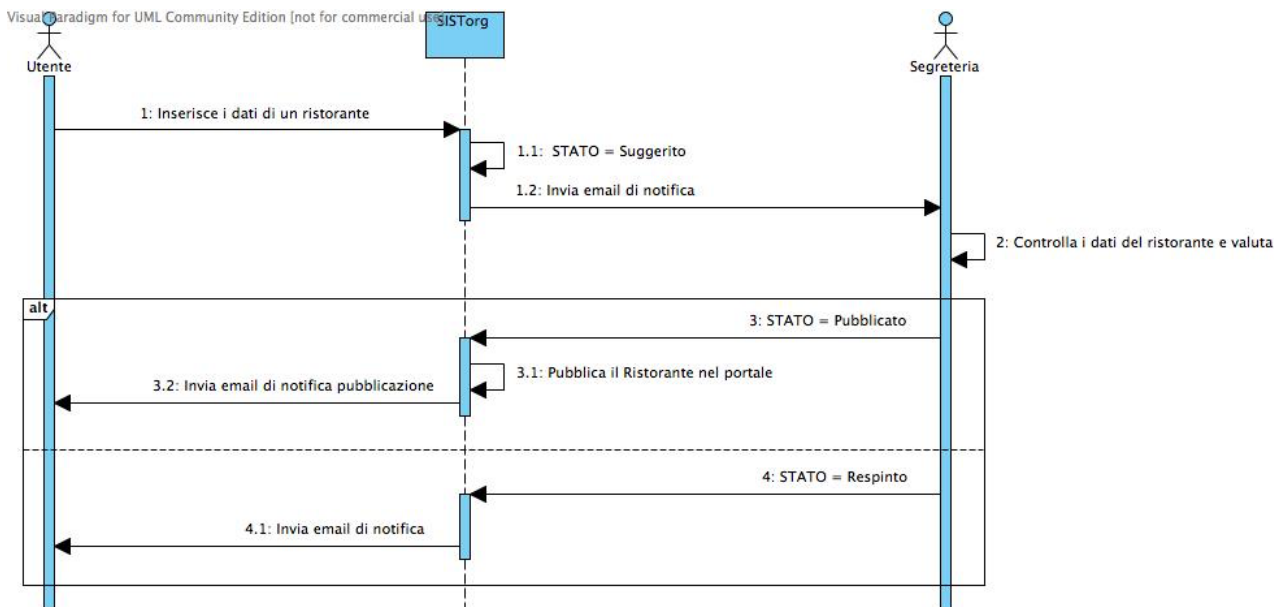 Visual Paradigm for UML Community Edition [not for commercial use]
SISTorg
Utente
Segreteria
1: Inserisce i dati di un ristorante
1.1: STATO = Suggerito
1.2: Invia email di notifica
2: Controlla i dati del ristorante e valuta
alt
3: STATO = Pubblicato
3.1: Pubblica il Ristorante nel portale
3.2: Invia email di notifica pubblicazione
4: STATO = Respinto
4.1: Invia email di notifica